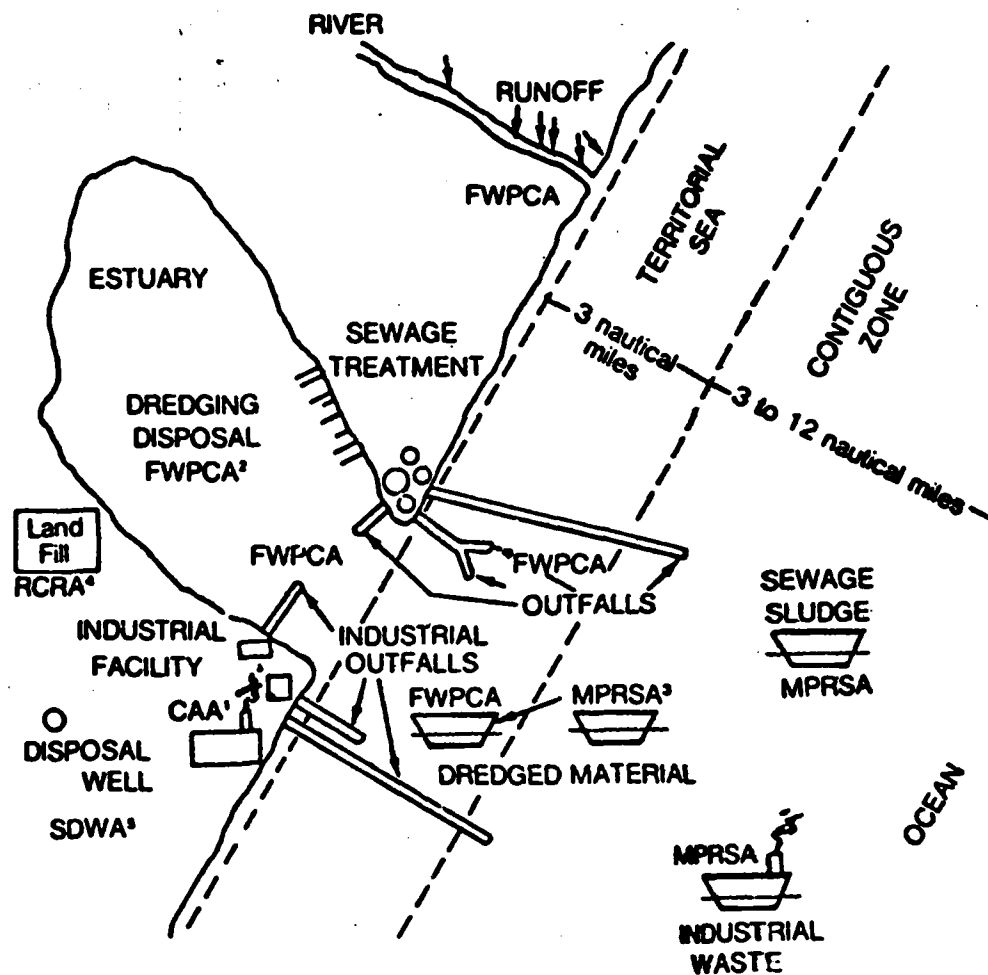 RIVER
RUNOFF
FWPCA
TERRITORIAL
SEA
CONTIGUOUS
ZONE
ESTUARY
3 nautical
miles
3 to 12 nautical miles
SEWAGE
TREATMENT
DREDGING
DISPOSAL
FWPCA²
Land
Fill
RCRA⁴
FWPCA
FWPCA
OUTFALLS
SEWAGE
SLUDGE
MPRSA
INDUSTRIAL
FACILITY
INDUSTRIAL
OUTFALLS
CAA¹
FWPCA
MPRSA³
DREDGED MATERIAL
DISPOSAL
WELL
SDWA⁵
OCEAN
MPRSA
INDUSTRIAL
WASTE